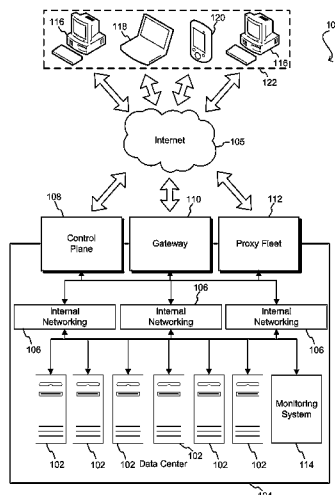 116
118
120
116
122
10
Internet
105
108
110
112
Control
Plane
Gateway
Proxy Fleet
106
Internal
Networking
Internal
Networking
Internal
Networking
106
106
Monitoring
System
102
102
102
102
102
102
Data Center
114
104